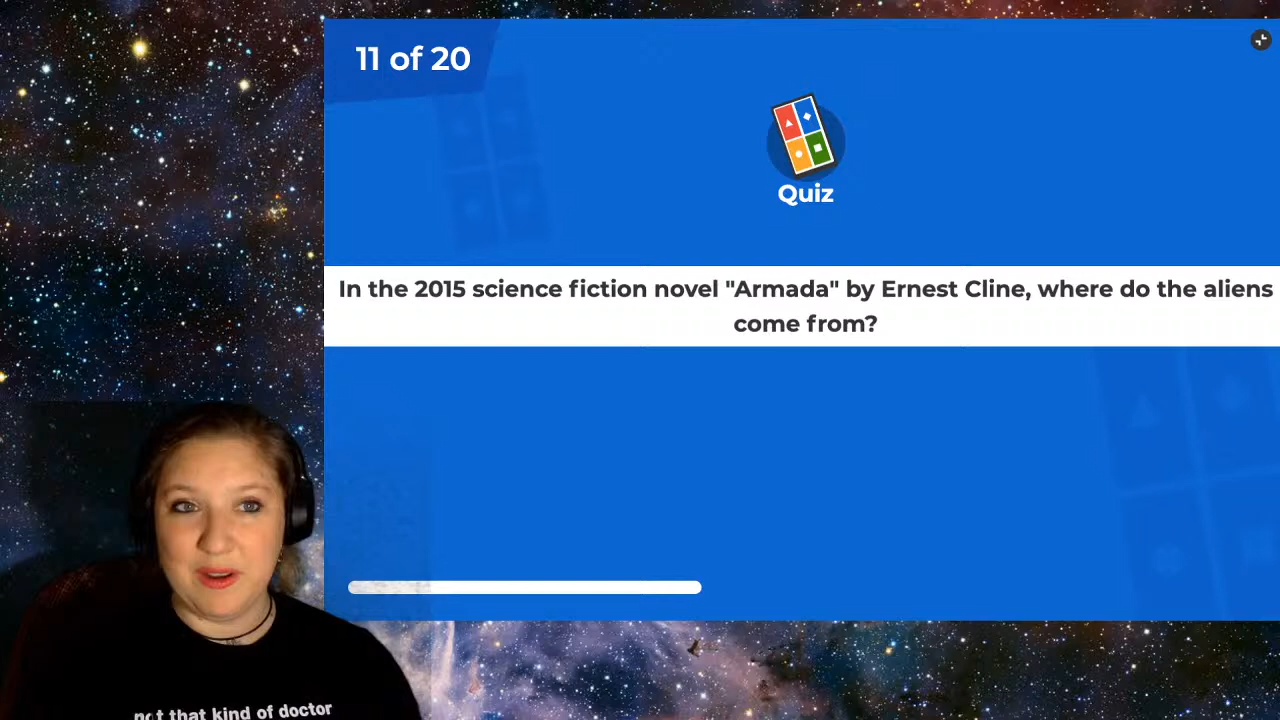 11 of 20
Quiz
In the 2015 science fiction novel "Armada" by Ernest Cline, where do the aliens
come from?
not that kind of doctor